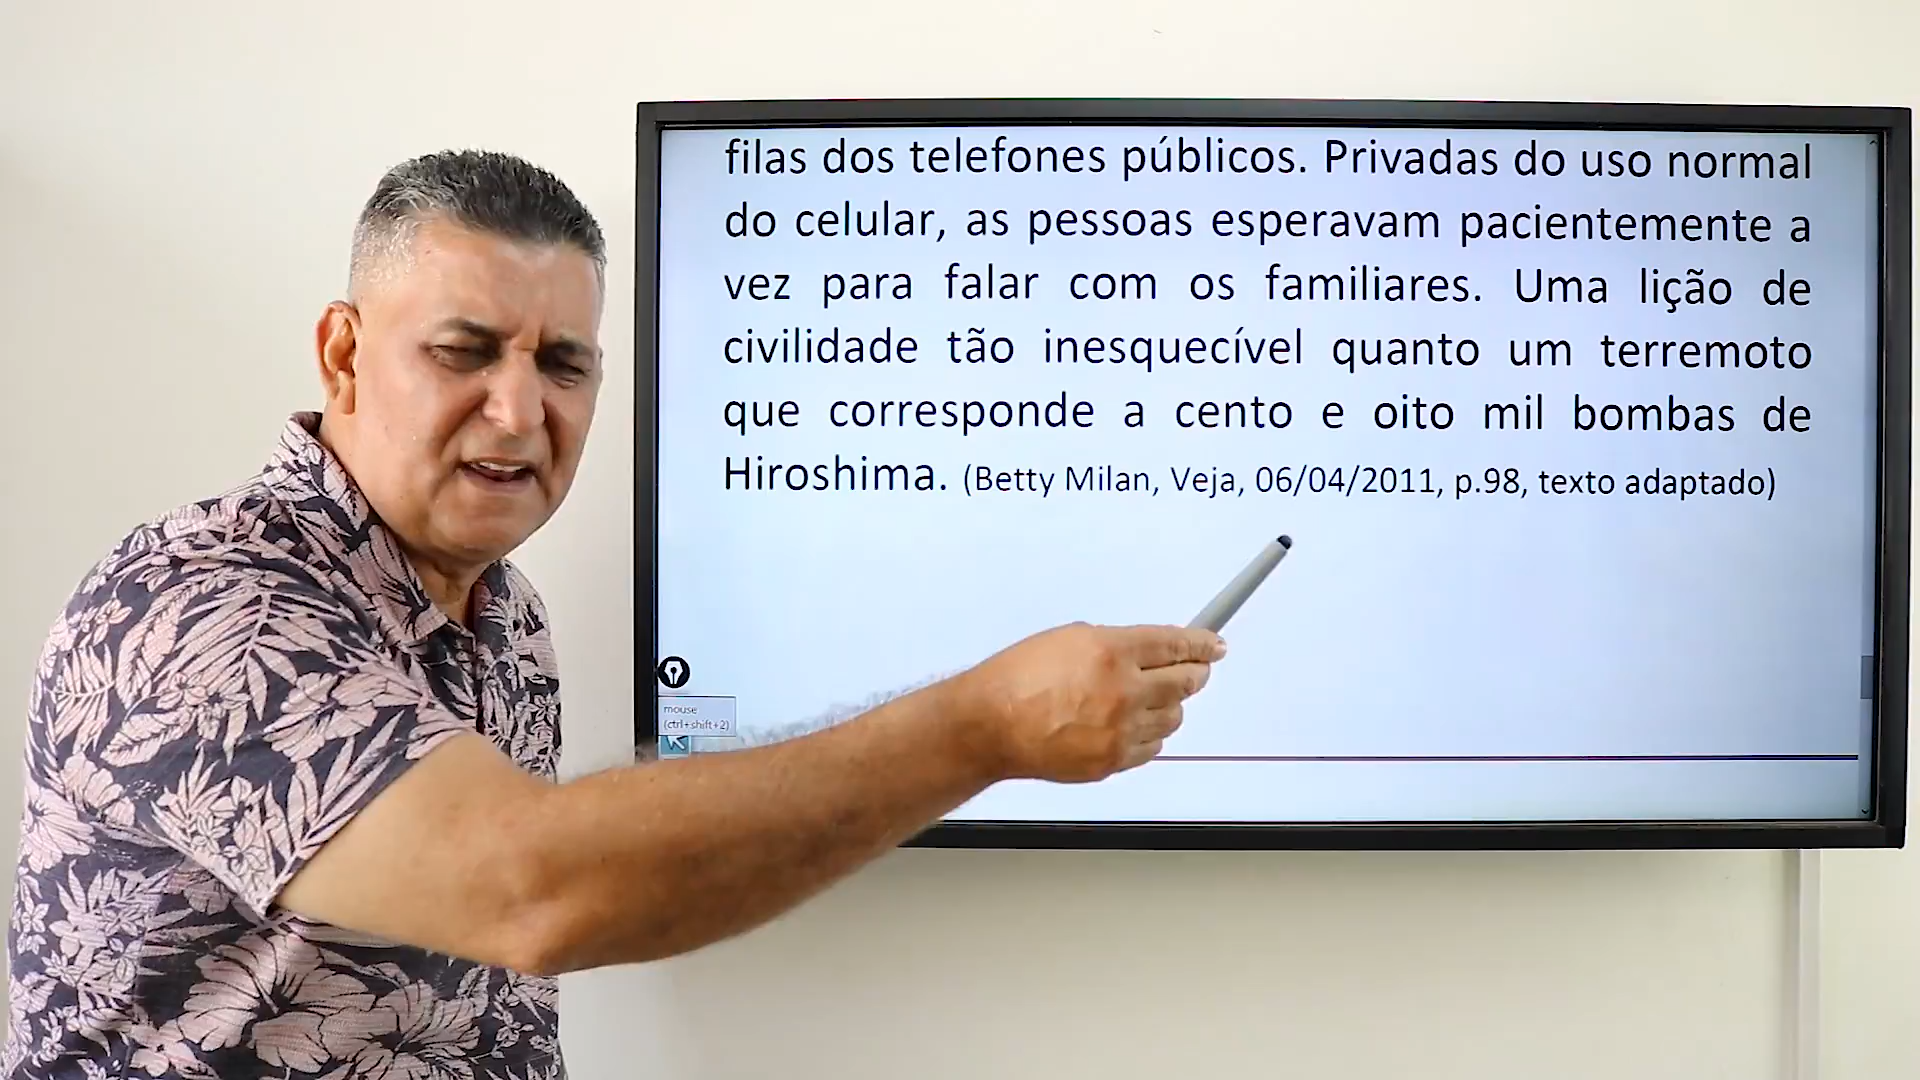 filas dos telefones públicos. Privadas do uso normal
do celular, as pessoas esperavam pacientemente a
vez para falar com os familiares. Uma lição de
civilidade tão inesquecível quanto um terremoto
que corresponde a cento e oito mil bombas de
Hiroshima. (Betty Milan, Veja, 06/04/2011, p.98, texto adaptado)
mouse
(ctrl+shift+2)